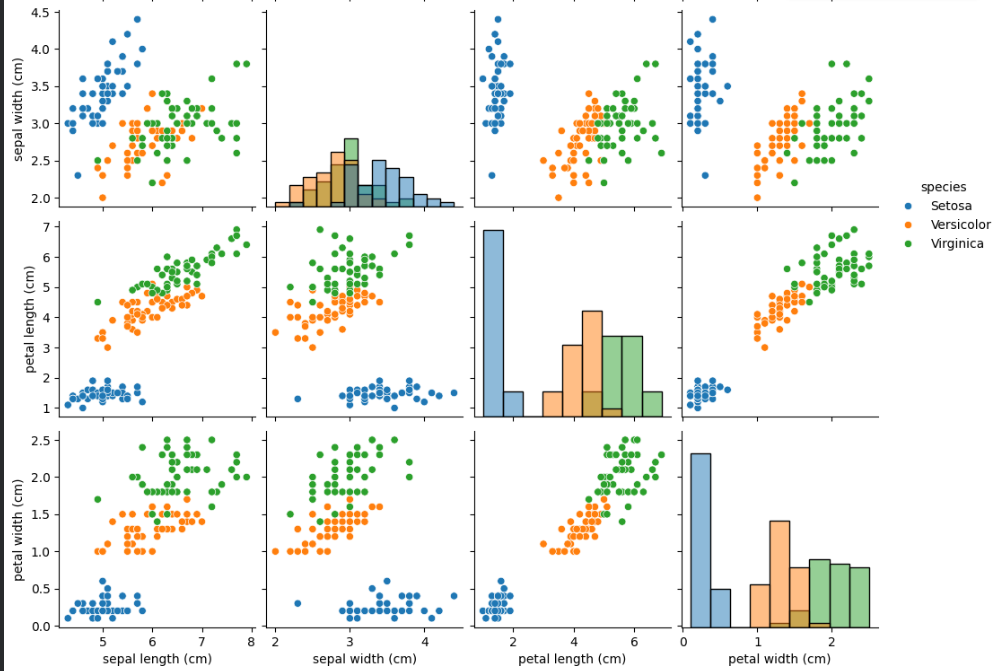 4.5
4.0
3.5
3.0
2.5
2.0
sepal width (cm)
species
Setosa
Versicolor
Virginica
7
6
5
4
3
2
1
petal length (cm)
2.5
2.0
1.5
1.0
0.5
0.0
petal width (cm)
5 6 7 8
2 3 4
2 4 6
0 2
sepal length (cm)
sepal width (cm)
petal length (cm)
petal width (cm)